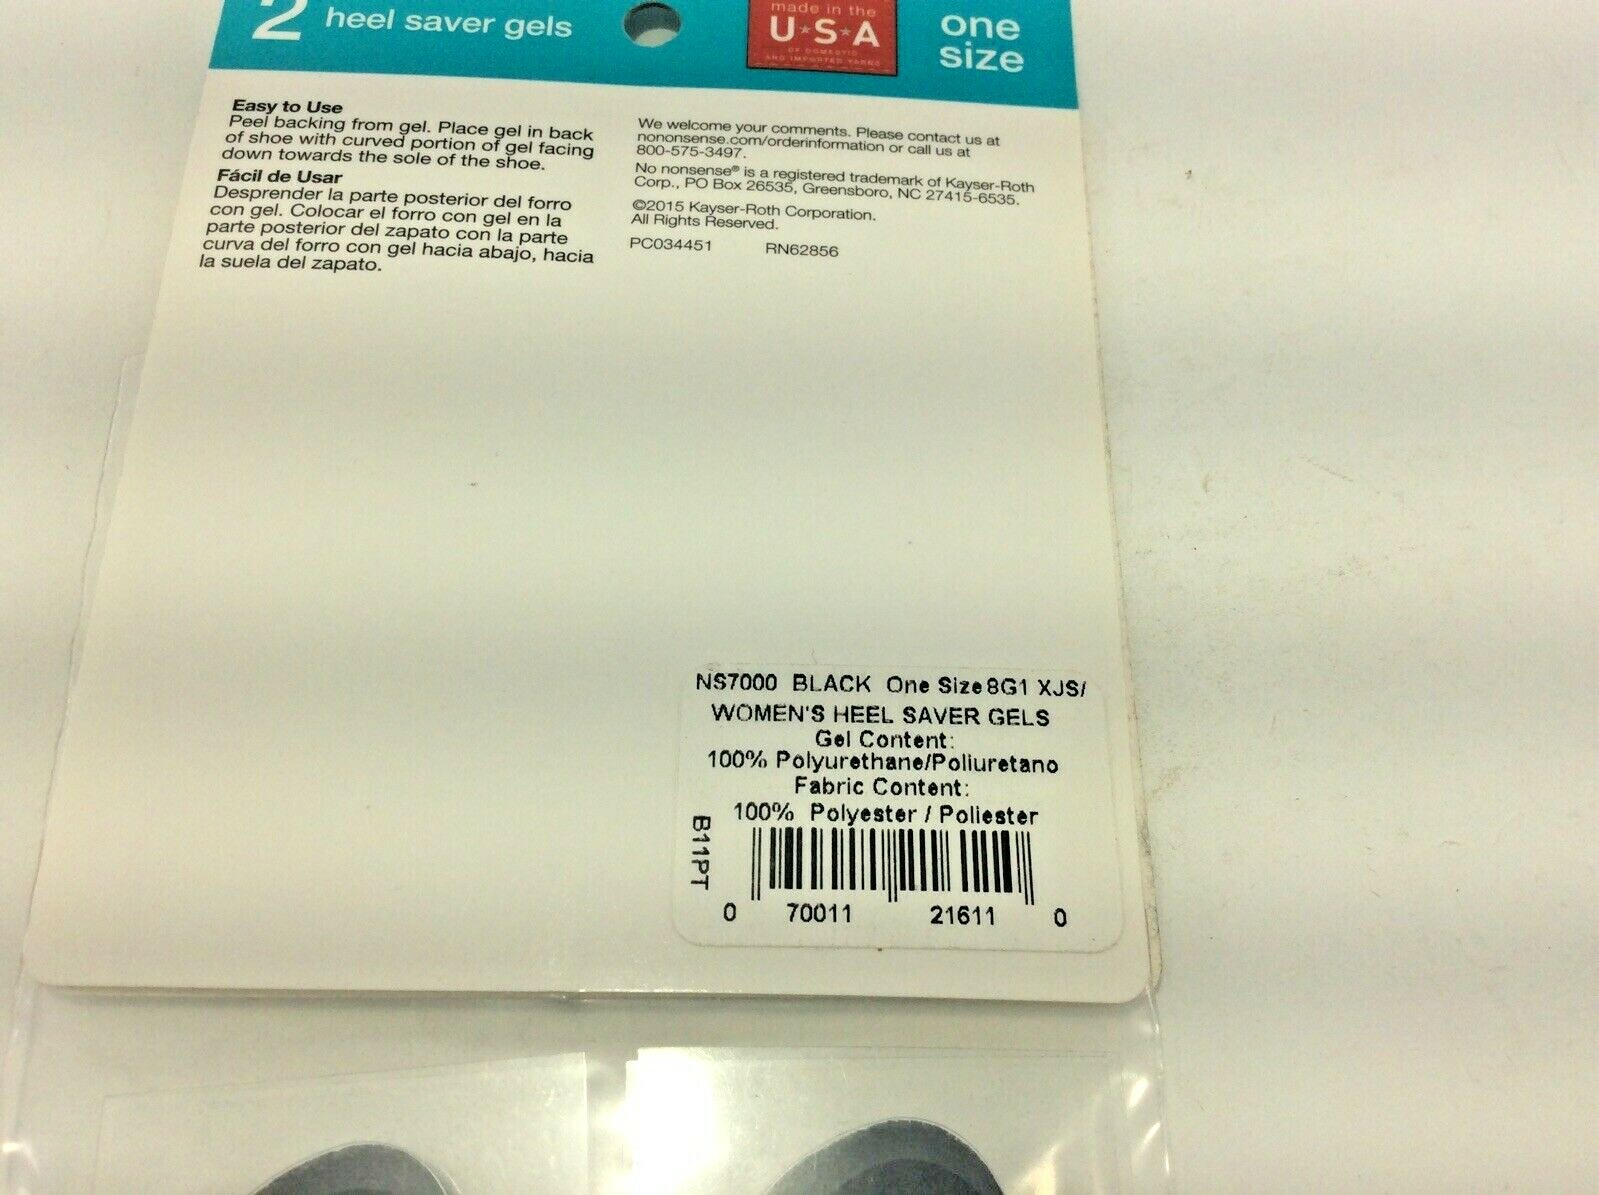 2 heel saver gels
made in the
U★S★A
OF DOMESTIC
AND IMPORTED YARNS
one
size
Easy to Use
Peel backing from gel. Place gel in back
of shoe with curved portion of gel facing
down towards the sole of the shoe.
Fácil de Usar
Desprender la parte posterior del forro
con gel. Colocar el forro con gel en la
parte posterior del zapato con la parte
curva del forro con gel hacia abajo, hacia
la suela del zapato.
We welcome your comments. Please contact us at
nononsense.com/orderinformation or call us at
800-575-3497.
No nonsense® is a registered trademark of Kayser-Roth
Corp., PO Box 26535, Greensboro, NC 27415-6535.
©2015 Kayser-Roth Corporation.
All Rights Reserved.
PC034451 RN62856
NS7000 BLACK One Size 8G1 XJS/
WOMEN'S HEEL SAVER GELS
Gel Content:
100% Polyurethane/Poliuretano
Fabric Content:
100% Polyester / Poliester
B11PT
0 70011 21611 0